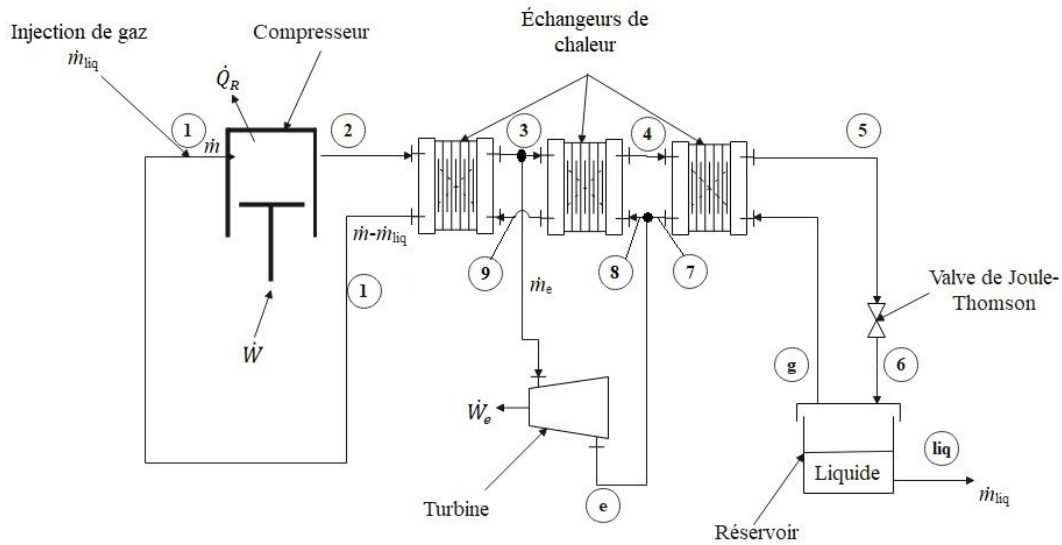 Échangeurs de
chaleur
Injection de gaz
ṁliq
Compresseur
Q̇R
1
ṁ
2
3
4
5
ṁ-ṁliq
1
9
8
7
ṁe
Valve de Joule-
Thomson
Ẇ
g
6
Ẇe
liq
Liquide
ṁliq
Turbine
e
Réservoir